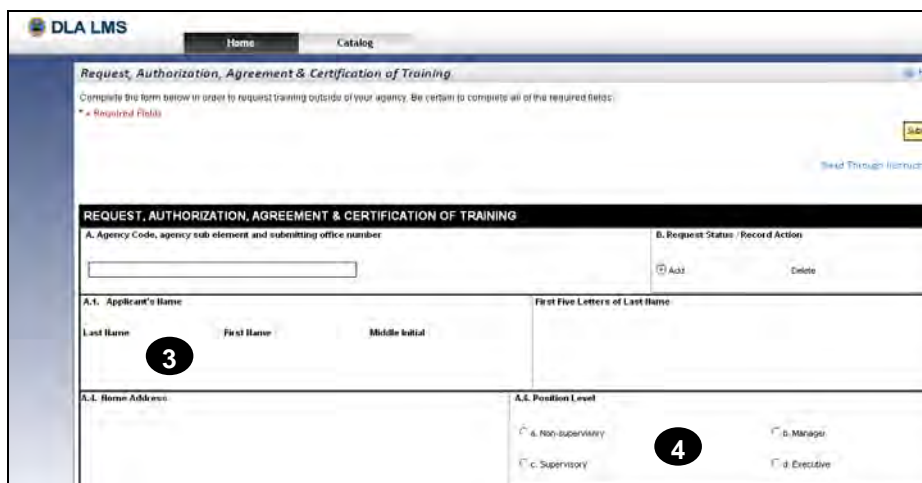 DLA LMS
Home Catalog
Request, Authorization, Agreement & Certification of Training
Complete the form below in order to request training outside of your agency. Be certain to complete all of the required fields.
* = Required Fields
Sub
Read Through Instruc
REQUEST, AUTHORIZATION, AGREEMENT & CERTIFICATION OF TRAINING
A. Agency Code, agency sub element and submitting office number B. Request Status /Record Action
Add Delete
A.1. Applicant's Name First Five Letters of Last Name
Last Name First Name Middle Initial
3
A.4. Home Address A.6. Position Level
a. Non-supervisory b. Manager
4
c. Supervisory d. Executive